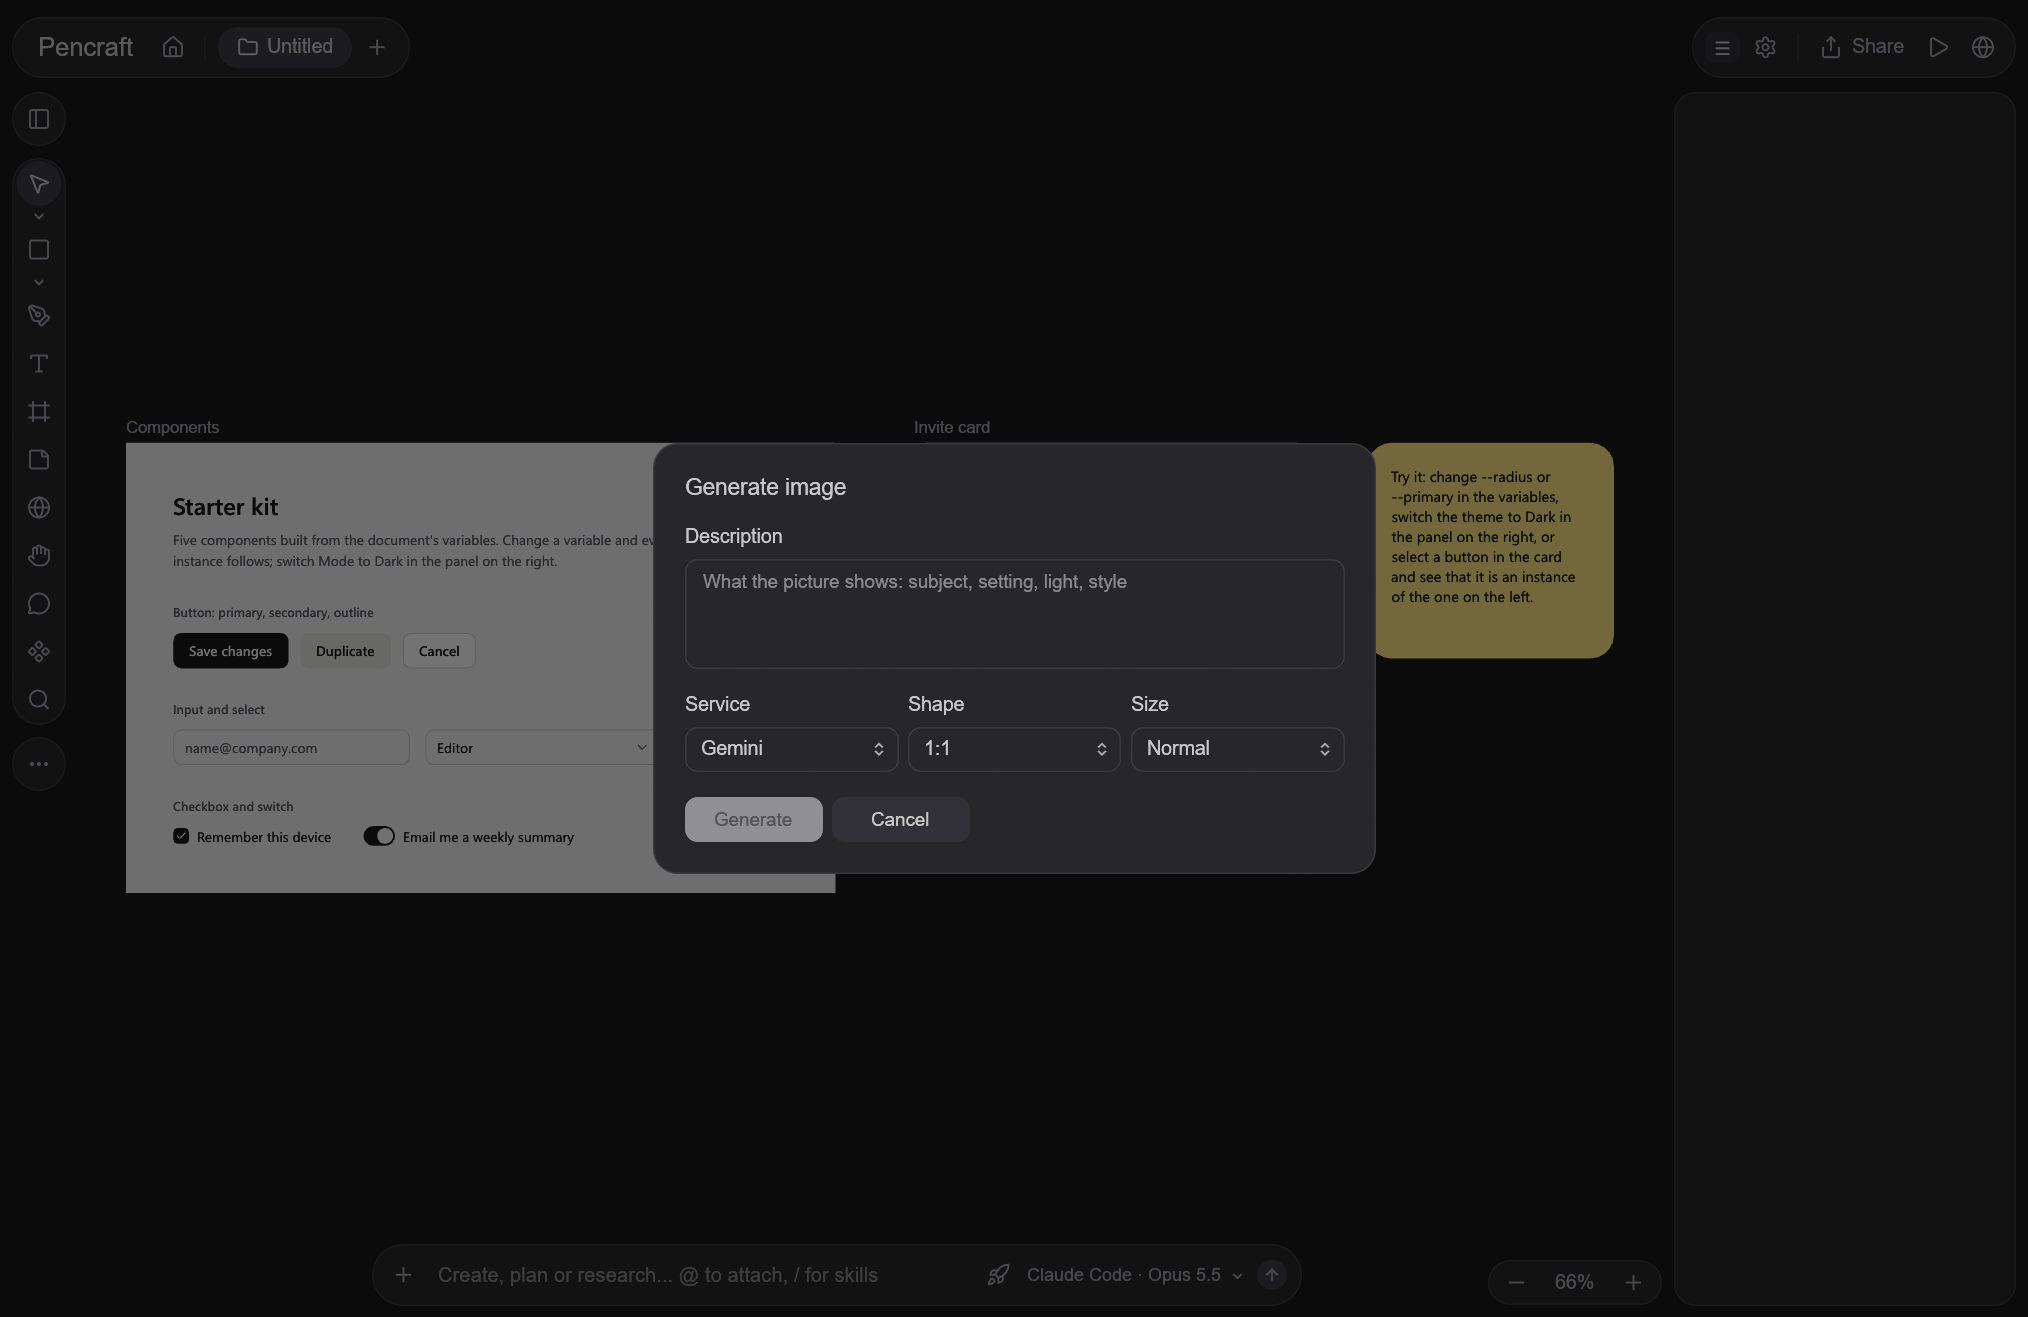 Pencraft
Untitled
Share
Components
Invite card
Starter kit
Five components built from the document's variables. Change a variable and ev
instance follows; switch Mode to Dark in the panel on the right.
Button: primary, secondary, outline
Save changes
Duplicate
Cancel
Input and select
name@company.com
Editor
Checkbox and switch
Remember this device
Email me a weekly summary
Generate image
Description
What the picture shows: subject, setting, light, style
Service
Shape
Size
Gemini
1:1
Normal
Generate
Cancel
Try it: change --radius or
--primary in the variables,
switch the theme to Dark in
the panel on the right, or
select a button in the card
and see that it is an instance
of the one on the left.
Create, plan or research... @ to attach, / for skills
Claude Code · Opus 5.5
66%